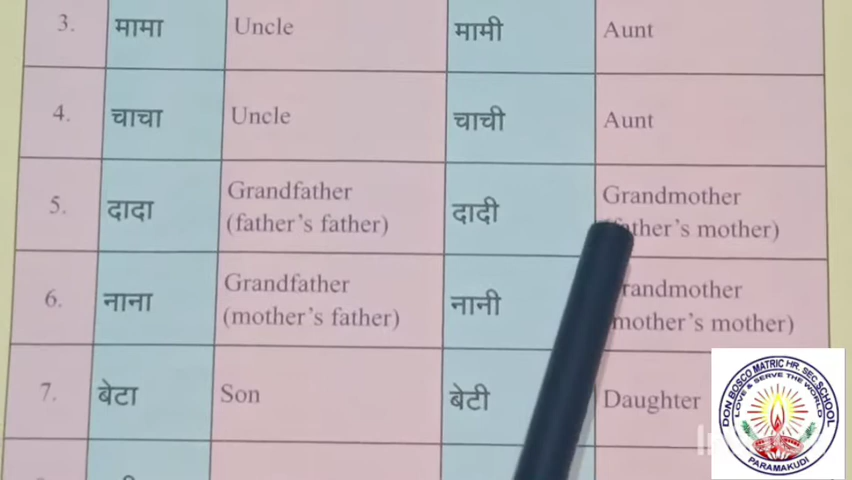 3. मामा Uncle मामी Aunt
4. चाचा Uncle चाची Aunt
5. दादा Grandfather दादी Grandmother
(father's father) (father's mother)
6. नाना Grandfather नानी Grandmother
(mother's father) (mother's mother)
7. बेटा Son बेटी Daughter
DON BOSCO MATRIC HR. SEC. SCHOOL
LOVE & SERVE THE WORLD
PARAMAKUDI